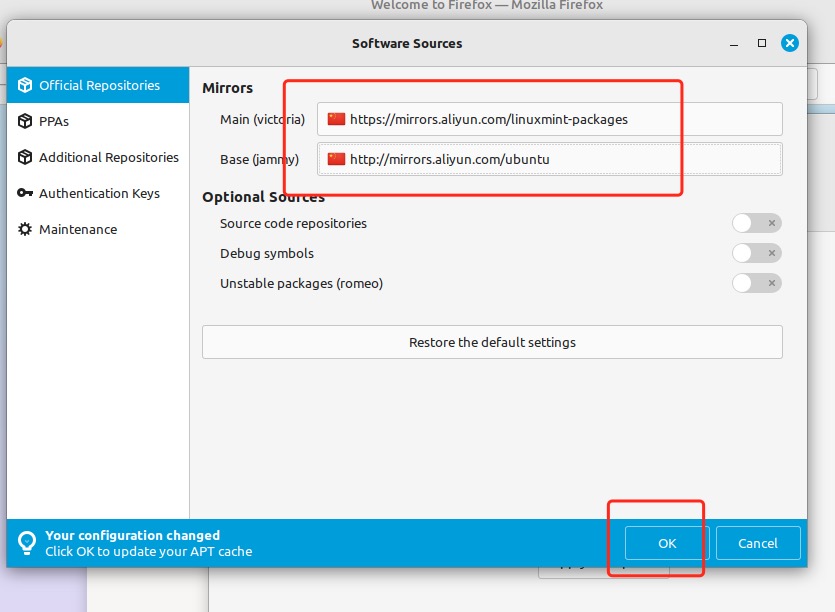 Welcome to Firefox — Mozilla Firefox
Software Sources
Official Repositories
PPAs
Additional Repositories
Authentication Keys
Maintenance
Mirrors
Main (victoria)
https://mirrors.aliyun.com/linuxmint-packages
Base (jammy)
http://mirrors.aliyun.com/ubuntu
Optional Sources
Source code repositories
Debug symbols
Unstable packages (romeo)
Restore the default settings
Your configuration changed
Click OK to update your APT cache
OK
Cancel